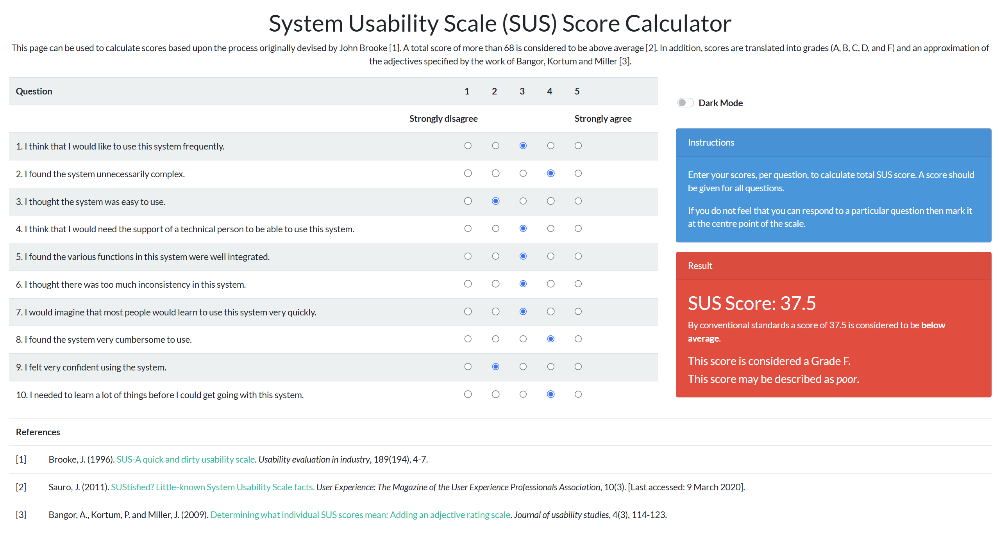 System Usability Scale (SUS) Score Calculator
This page can be used to calculate scores based upon the process originally devised by John Brooke [1]. A total score of more than 68 is considered to be above average [2]. In addition, scores are translated into grades (A, B, C, D, and F) and an approximation of
the adjectives specified by the work of Bangor, Kortum and Miller [3].
Question 1 2 3 4 5
Strongly disagree Strongly agree
1. I think that I would like to use this system frequently.
2. I found the system unnecessarily complex.
3. I thought the system was easy to use.
4. I think that I would need the support of a technical person to be able to use this system.
5. I found the various functions in this system were well integrated.
6. I thought there was too much inconsistency in this system.
7. I would imagine that most people would learn to use this system very quickly.
8. I found the system very cumbersome to use.
9. I felt very confident using the system.
10. I needed to learn a lot of things before I could get going with this system.
Dark Mode
Instructions
Enter your scores, per question, to calculate total SUS score. A score should
be given for all questions.
If you do not feel that you can respond to a particular question then mark it
at the centre point of the scale.
Result
SUS Score: 37.5
By conventional standards a score of 37.5 is considered to be below
average.
This score is considered a Grade F.
This score may be described as poor.
References
[1] Brooke, J. (1996). SUS-A quick and dirty usability scale. Usability evaluation in industry, 189(194), 4-7.
[2] Sauro, J. (2011). SUStisfied? Little-known System Usability Scale facts. User Experience: The Magazine of the User Experience Professionals Association, 10(3). [Last accessed: 9 March 2020].
[3] Bangor, A., Kortum, P. and Miller, J. (2009). Determining what individual SUS scores mean: Adding an adjective rating scale. Journal of usability studies, 4(3), 114-123.